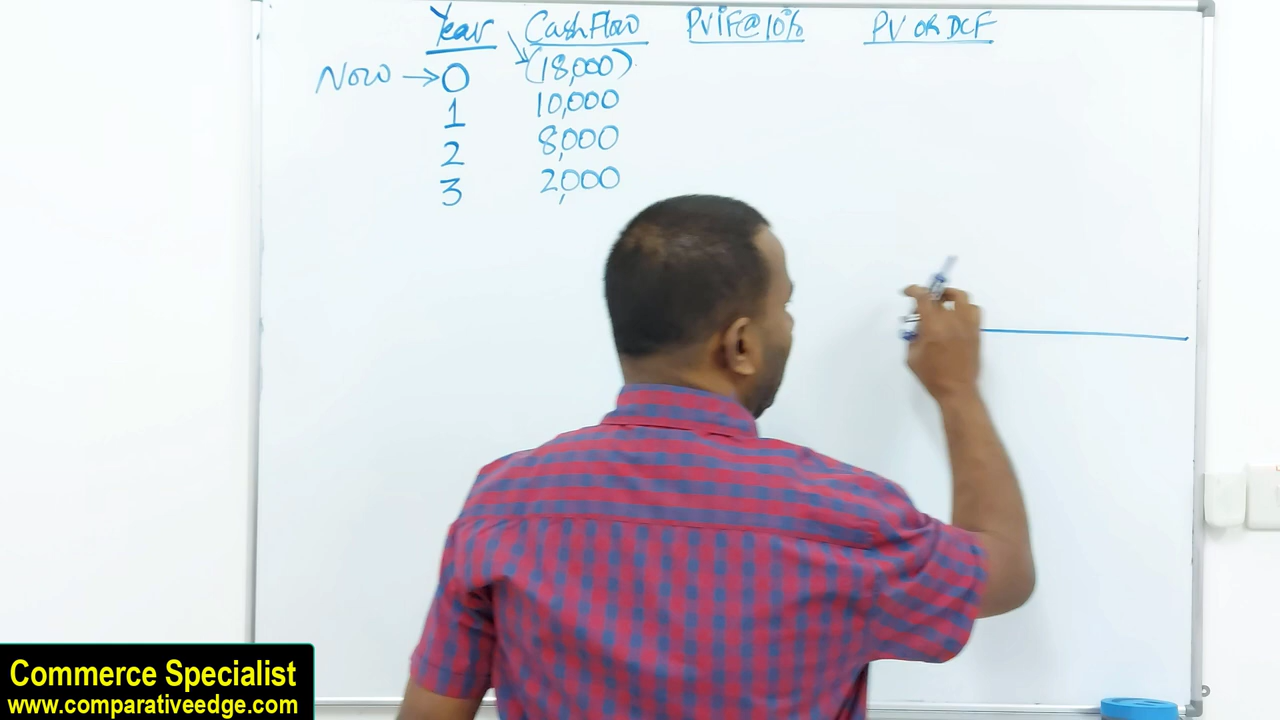 Year Cash Flow PViF@10% PV OR DCF
Now → 0 (18,000)
1 10,000
2 8,000
3 2,000
Commerce Specialist
www.comparativeedge.com